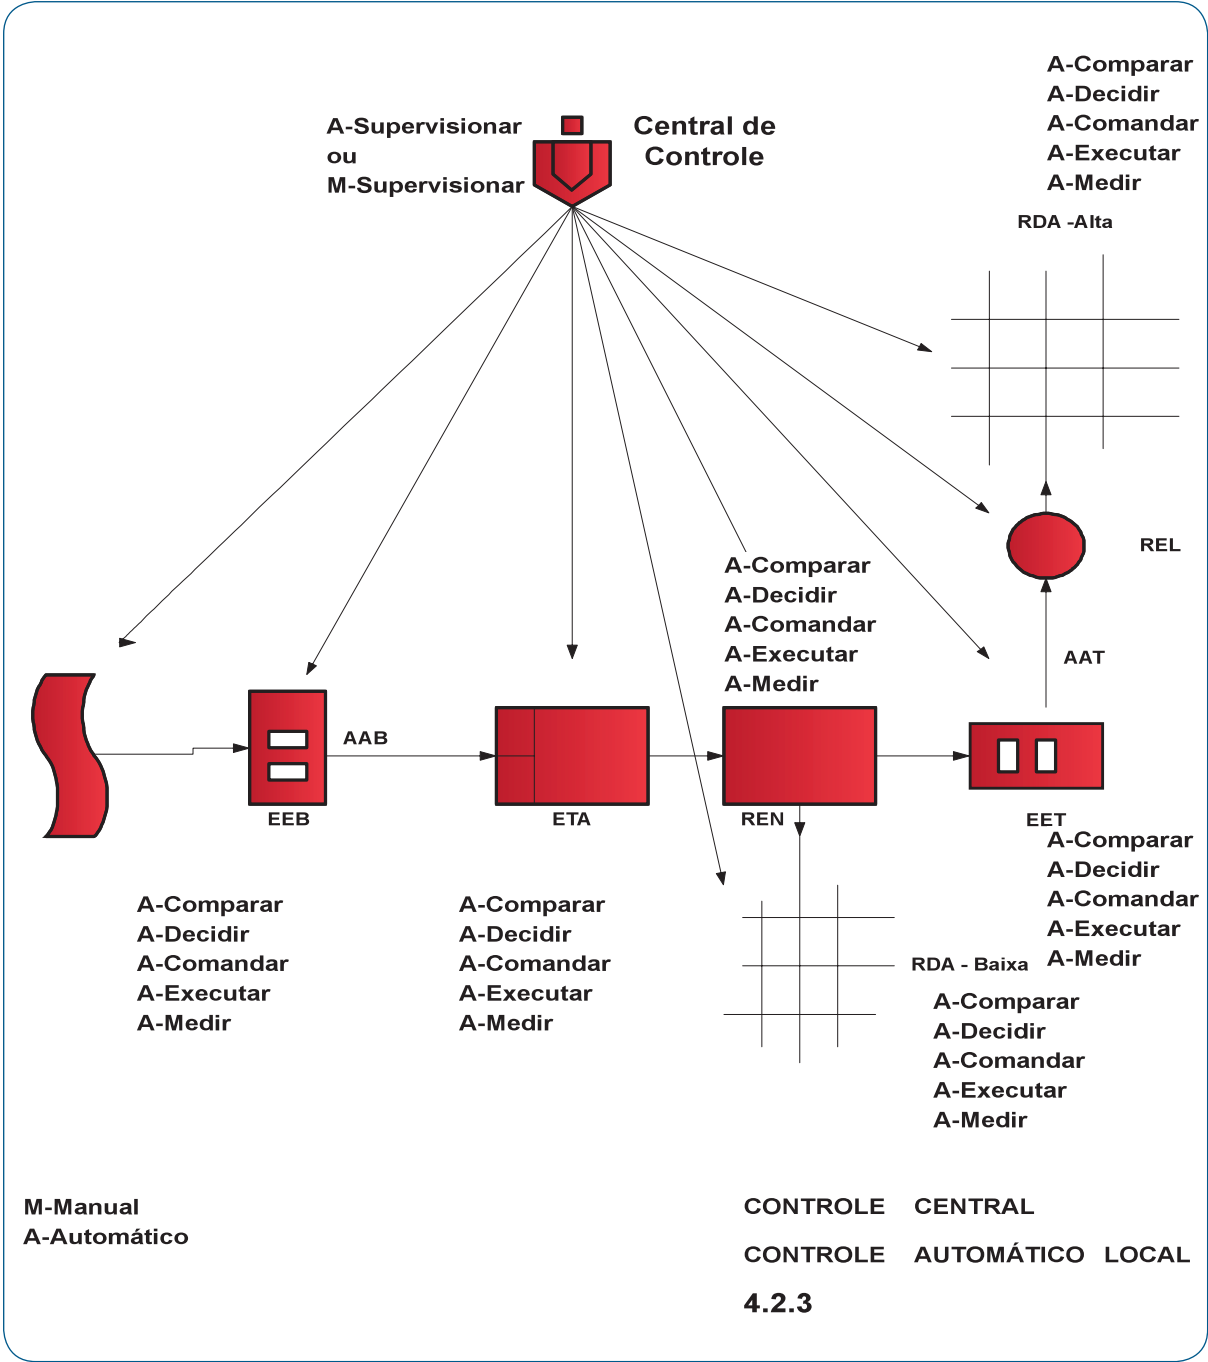 A-Comparar
A-Decidir
A-Comandar
A-Executar
A-Medir
RDA -Alta
A-Supervisionar
ou
M-Supervisionar
Central de
Controle
REL
AAT
A-Comparar
A-Decidir
A-Comandar
A-Executar
A-Medir
AAB
EEB
ETA
REN
EET
A-Comparar
A-Decidir
A-Comandar
A-Executar
A-Medir
A-Comparar
A-Decidir
A-Comandar
A-Executar
A-Medir
A-Comparar
A-Decidir
A-Comandar
A-Executar
A-Medir
RDA - Baixa
A-Comparar
A-Decidir
A-Comandar
A-Executar
A-Medir
M-Manual
A-Automático
CONTROLE CENTRAL
CONTROLE AUTOMÁTICO LOCAL
4.2.3